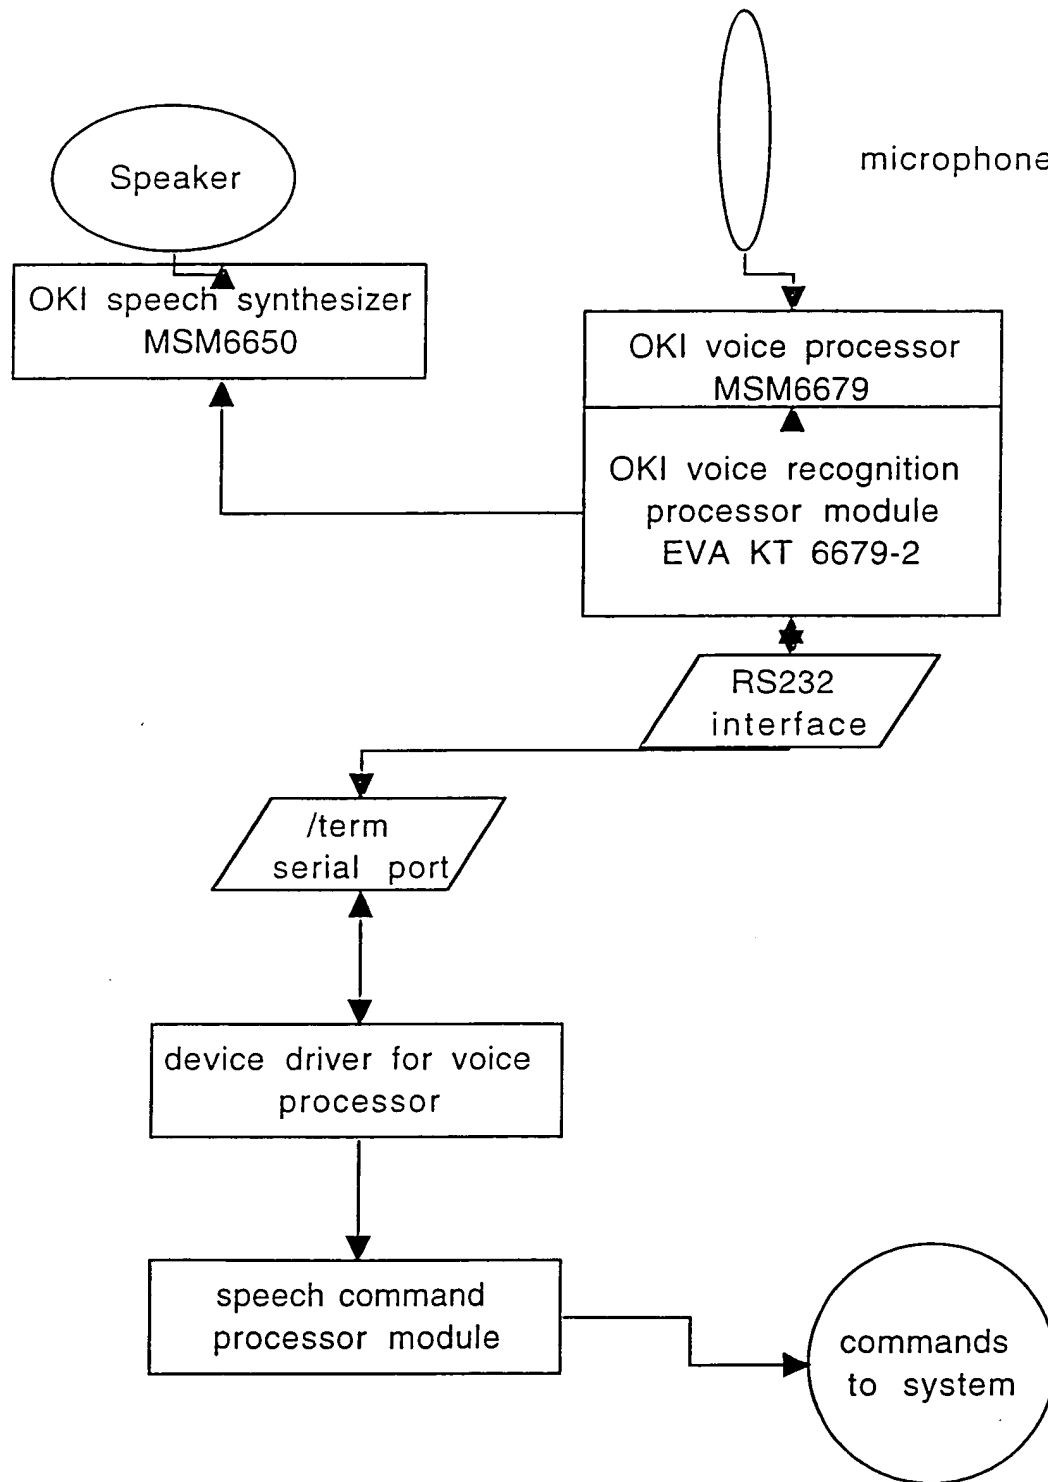 microphone
Speaker
OKI speech synthesizer
MSM6650
OKI voice processor
MSM6679
OKI voice recognition
processor module
EVA KT 6679-2
RS232
interface
/term
serial port
device driver for voice
processor
speech command
processor module
commands
to system